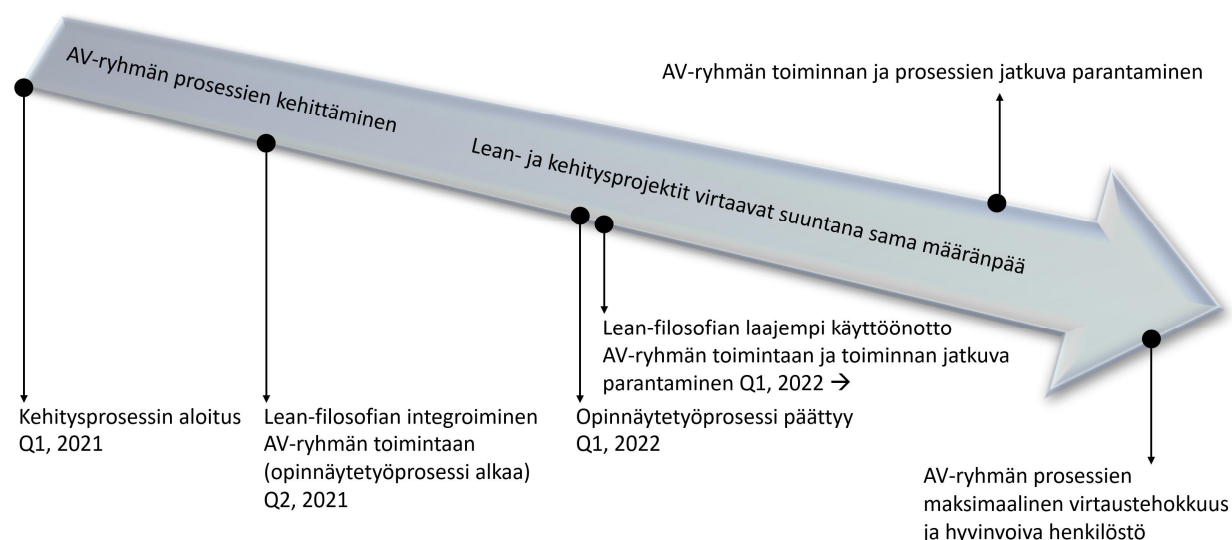 AV-ryhmän prosessien kehittäminen
Lean- ja kehitysprojektit virtaavat suuntana sama määränpää
AV-ryhmän toiminnan ja prosessien jatkuva parantaminen
Kehitysprosessin aloitus
Q1, 2021
Lean-filosofian integroiminen
AV-ryhmän toimintaan
(opinnäytetyöprosessi alkaa)
Q2, 2021
Opinnäytetyöprosessi päättyy
Q1, 2022
Lean-filosofian laajempi käyttöönotto
AV-ryhmän toimintaan ja toiminnan jatkuva
parantaminen Q1, 2022 →
AV-ryhmän prosessien
maksimaalinen virtaustehokkuus
ja hyvinvoiva henkilöstö